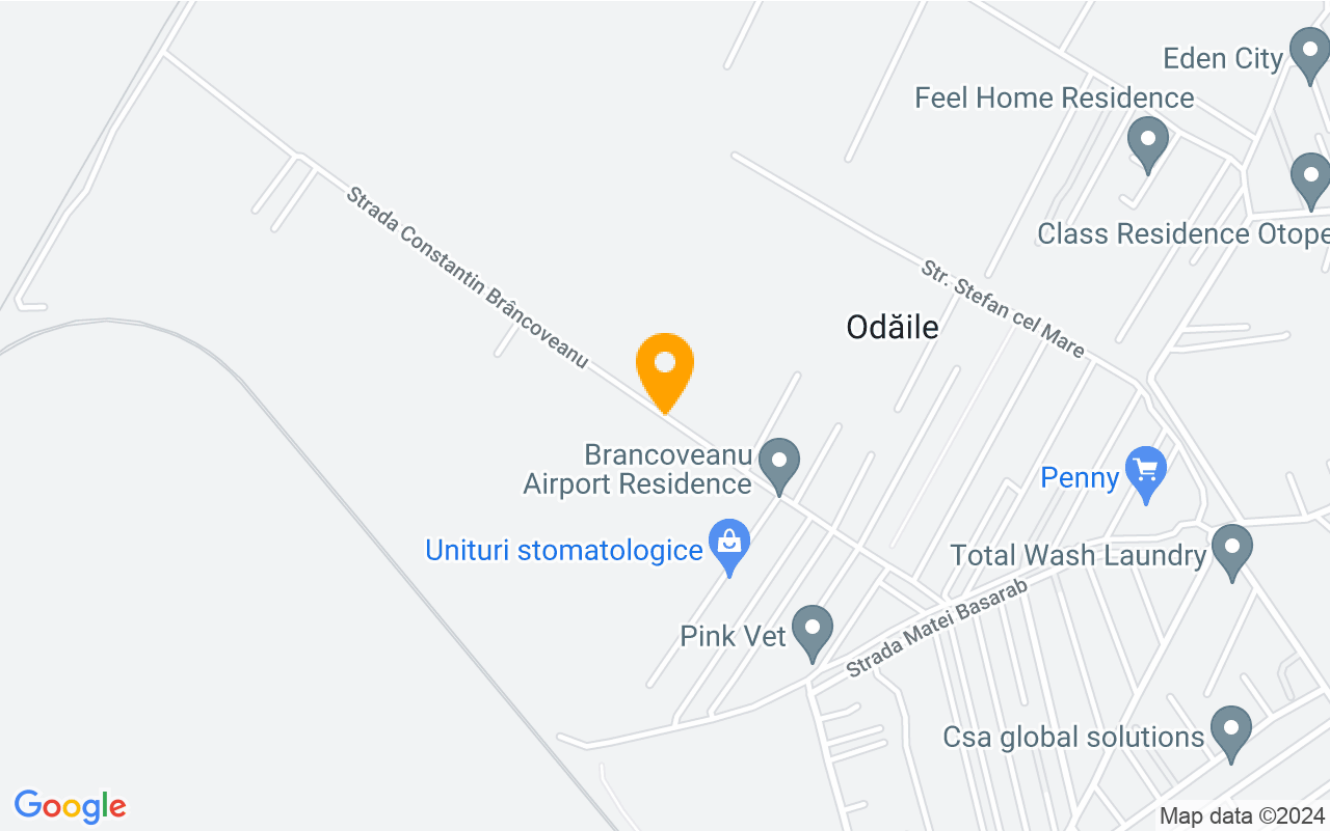 Eden City
Feel Home Residence
Strada Constantin Brâncoveanu
Class Residence Otope
Str. Stefan cel Mare
Odăile
Brancoveanu
Airport Residence
Penny
Unituri stomatologice
Total Wash Laundry
Pink Vet
Strada Matei Basarab
Csa global solutions
Google
Map data ©2024